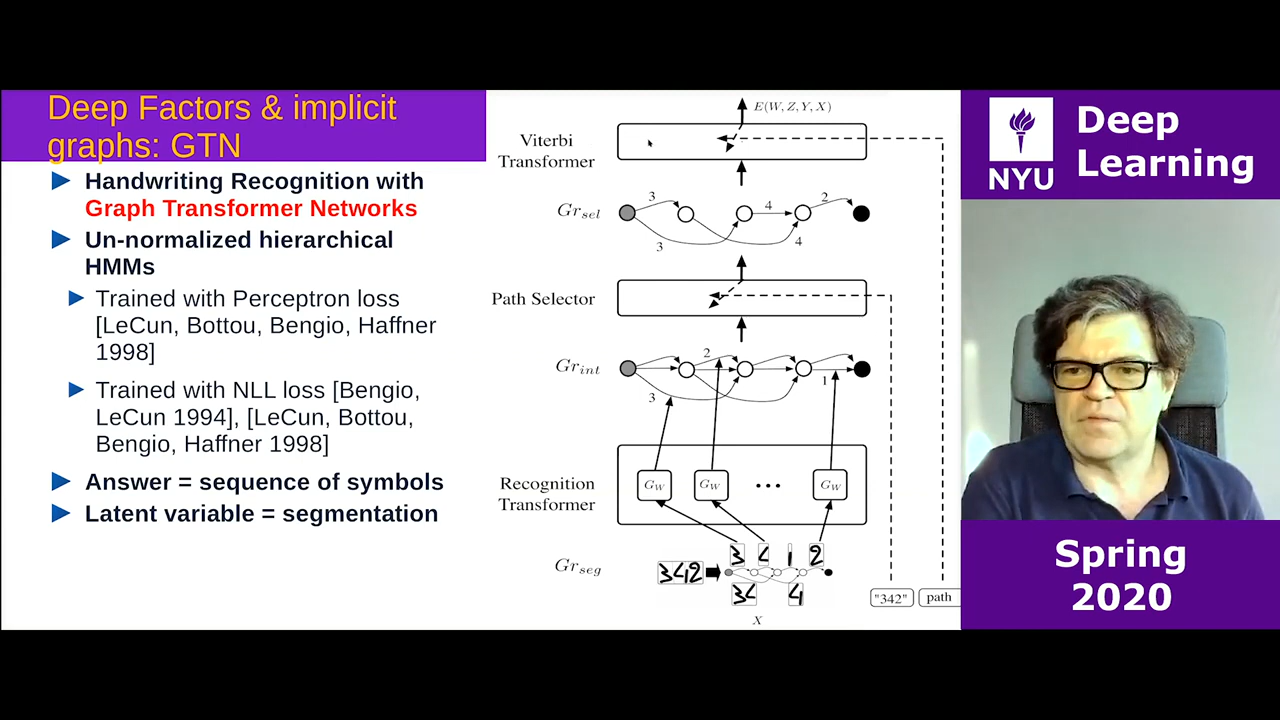 Deep Factors & implicit
graphs: GTN
Handwriting Recognition with
Graph Transformer Networks
Un-normalized hierarchical
HMMs
Trained with Perceptron loss
[LeCun, Bottou, Bengio, Haffner
1998]
Trained with NLL loss [Bengio,
LeCun 1994], [LeCun, Bottou,
Bengio, Haffner 1998]
Answer = sequence of symbols
Latent variable = segmentation
E(W, Z, Y, X)
Viterbi
Transformer
3 4 2
Gr_sel
3 4
Path Selector
2
Gr_int
3 1
Recognition
Transformer
G_W G_W ... G_W
3 4 1 2
Gr_seg
3412
34 4
"342" path
X
NYU
Deep
Learning
Spring
2020